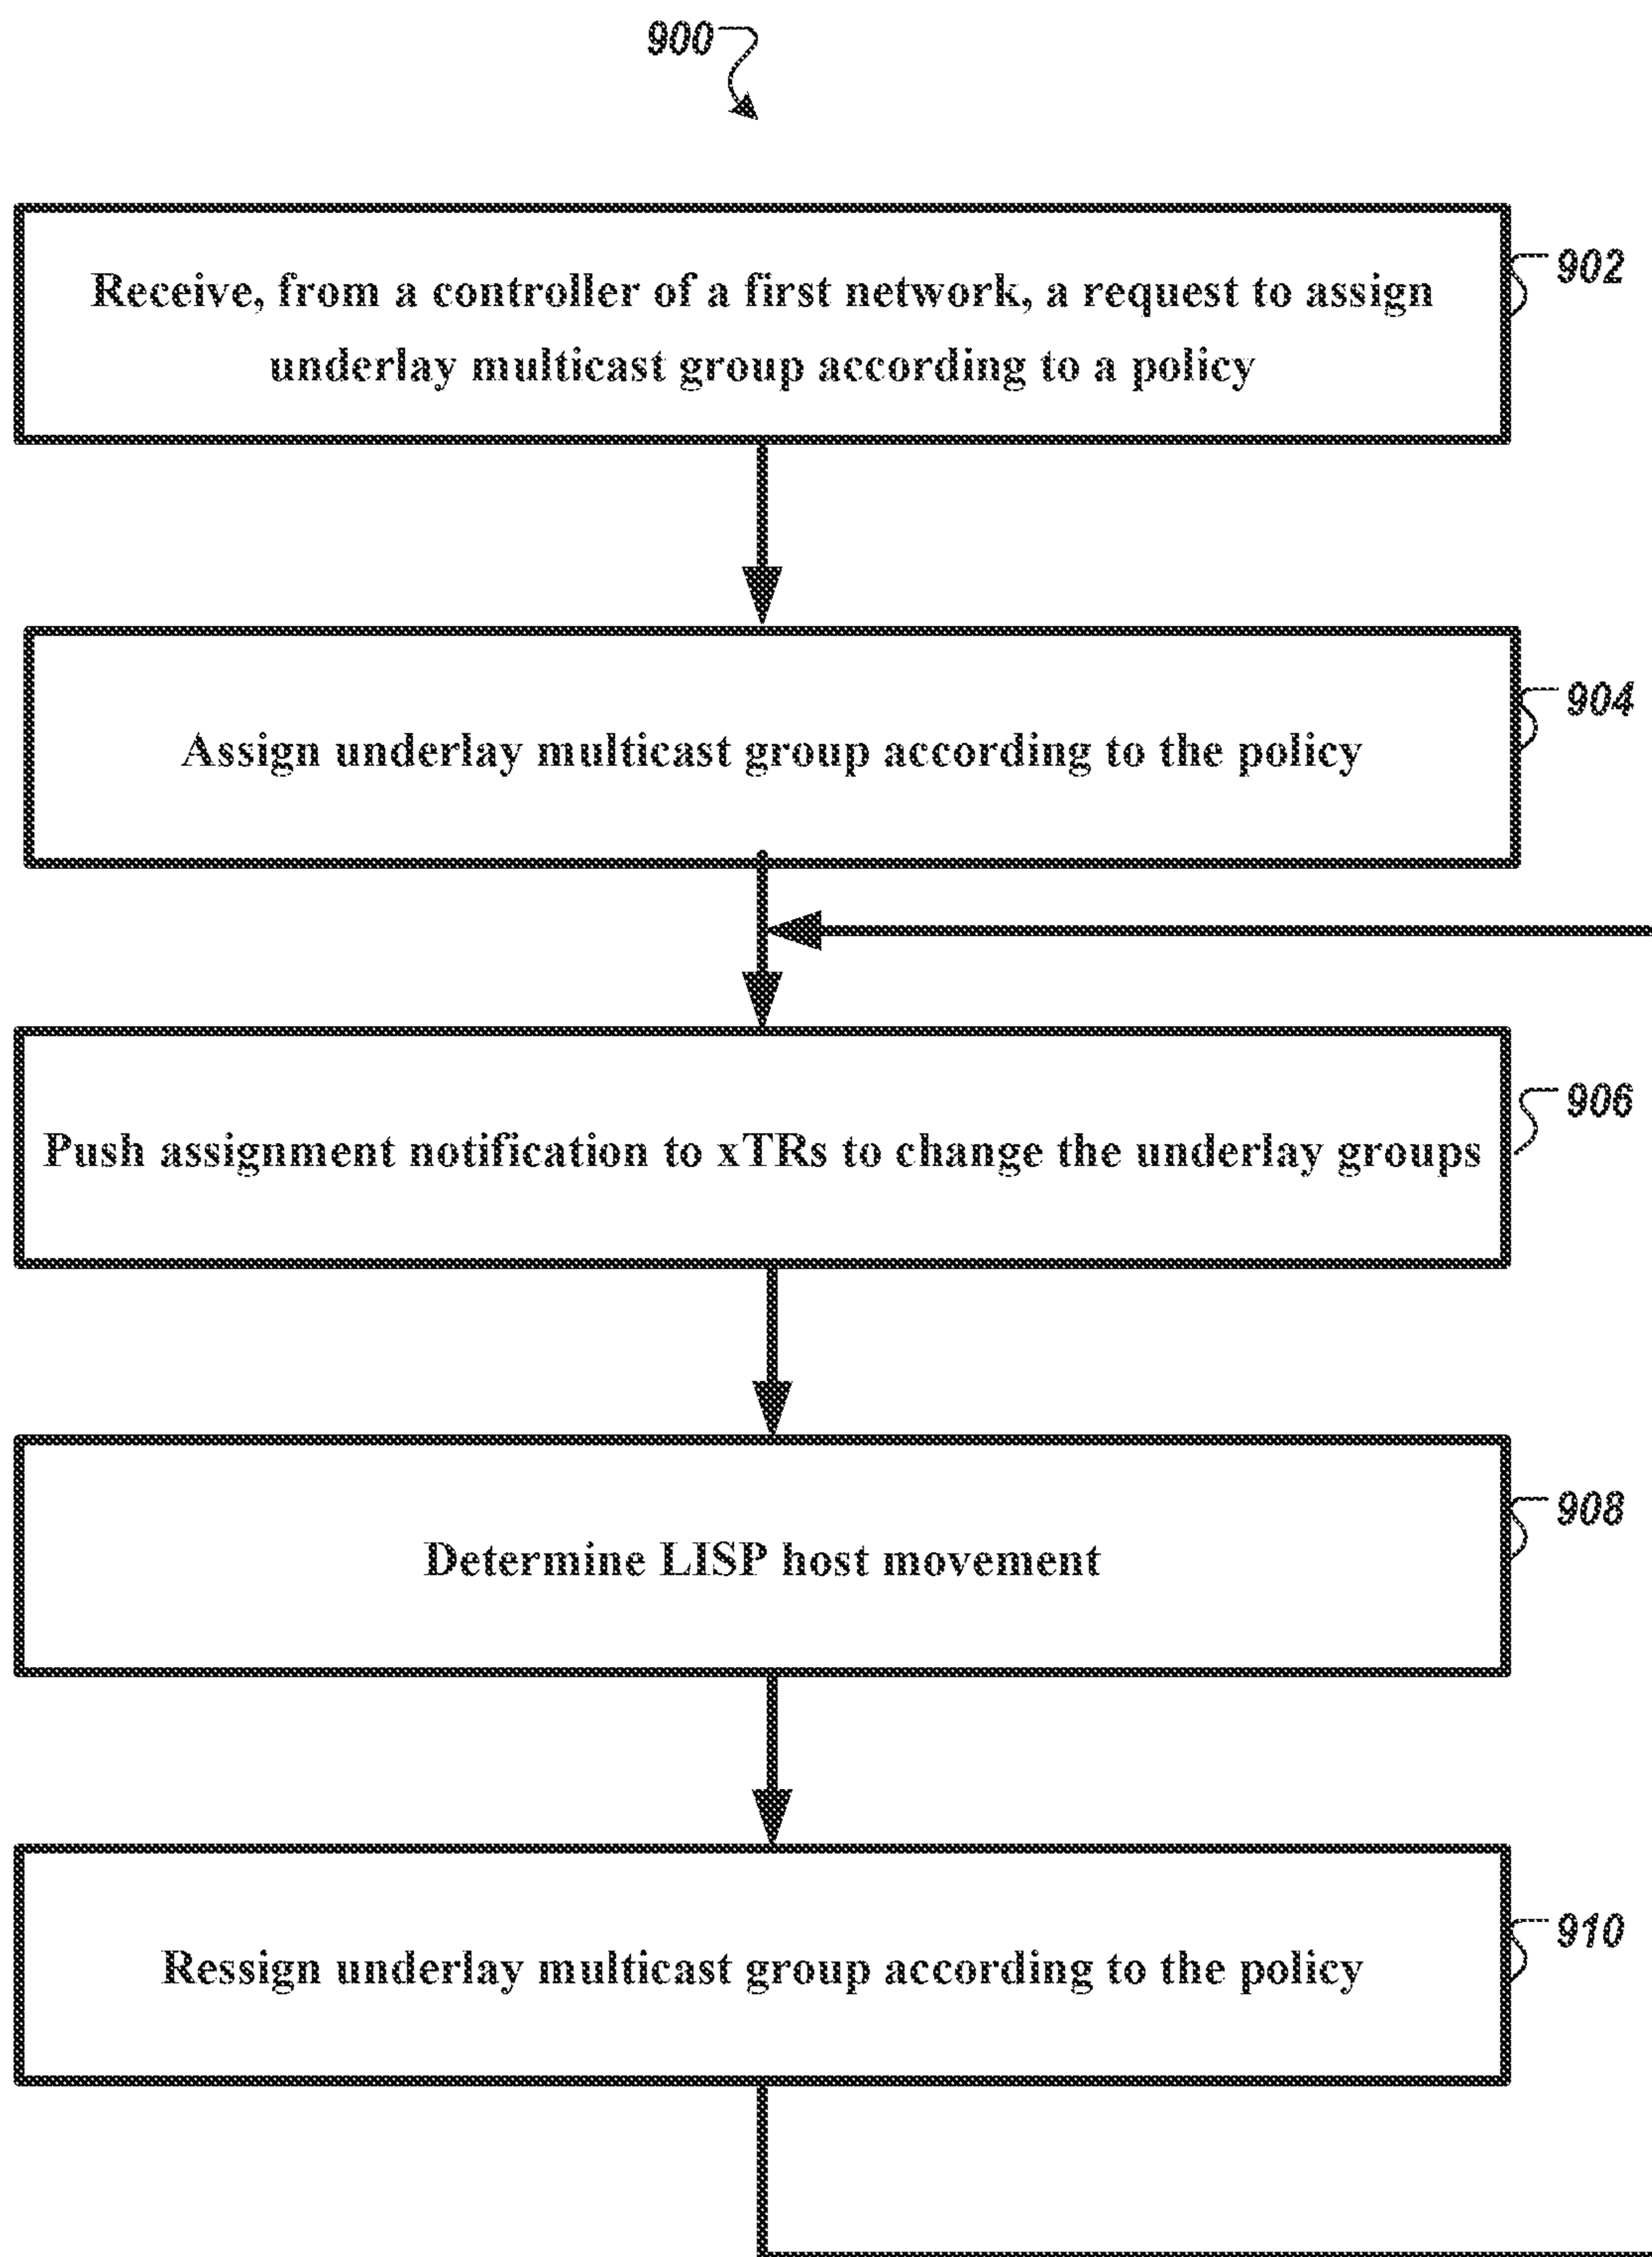 900
Receive, from a controller of a first network, a request to assign
underlay multicast group according to a policy
902
Assign underlay multicast group according to the policy
904
Push assignment notification to xTRs to change the underlay groups
906
Determine LISP host movement
908
Ressign underlay multicast group according to the policy
910